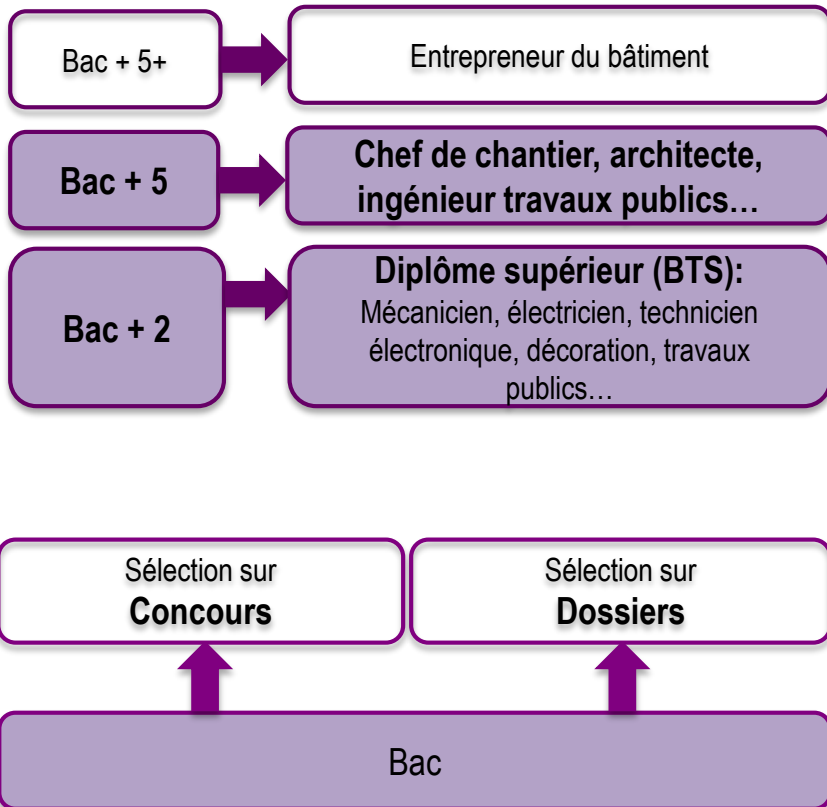 Bac + 5+
Entrepreneur du bâtiment
Bac + 5
Chef de chantier, architecte,
ingénieur travaux publics…
Bac + 2
Diplôme supérieur (BTS):
Mécanicien, électricien, technicien
électronique, décoration, travaux
publics…
Sélection sur
Concours
Sélection sur
Dossiers
Bac